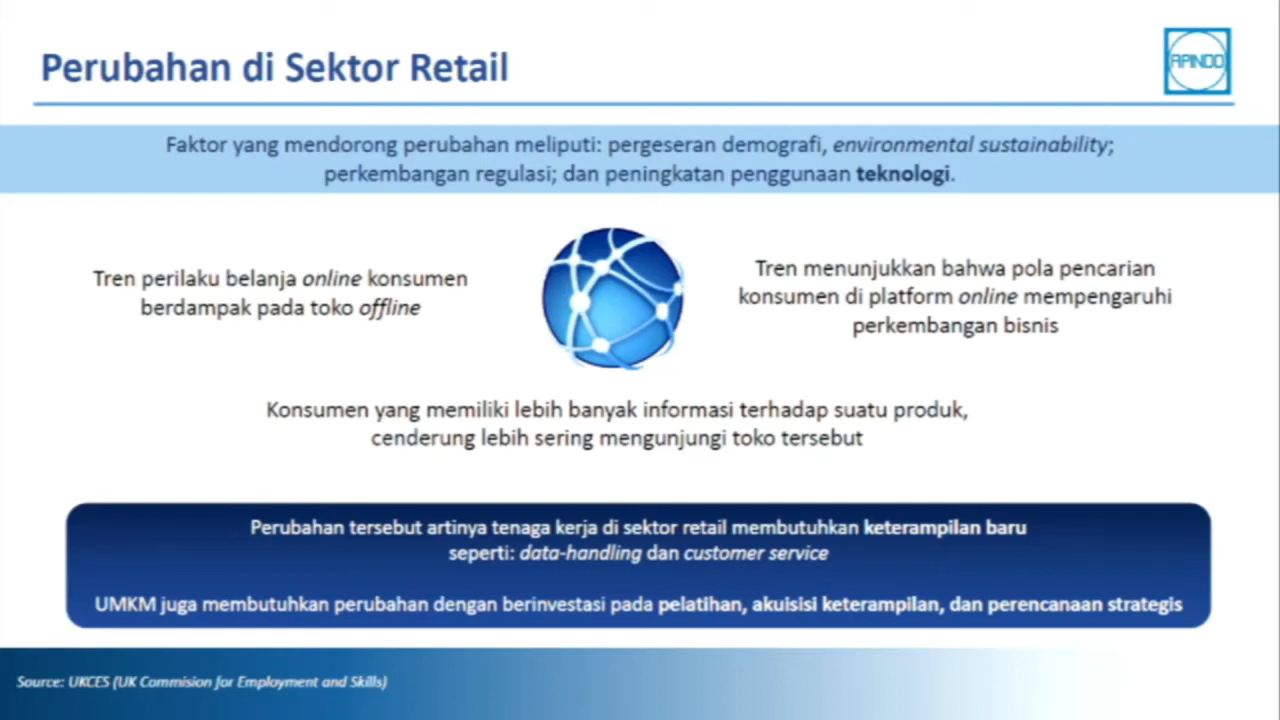 Perubahan di Sektor Retail
APINDO
Faktor yang mendorong perubahan meliputi: pergeseran demografi, environmental sustainability;
perkembangan regulasi; dan peningkatan penggunaan teknologi.
Tren perilaku belanja online konsumen
berdampak pada toko offline
Tren menunjukkan bahwa pola pencarian
konsumen di platform online mempengaruhi
perkembangan bisnis
Konsumen yang memiliki lebih banyak informasi terhadap suatu produk,
cenderung lebih sering mengunjungi toko tersebut
Perubahan tersebut artinya tenaga kerja di sektor retail membutuhkan keterampilan baru
seperti: data-handling dan customer service
UMKM juga membutuhkan perubahan dengan berinvestasi pada pelatihan, akuisisi keterampilan, dan perencanaan strategis
Source: UKCES (UK Commision for Employment and Skills)